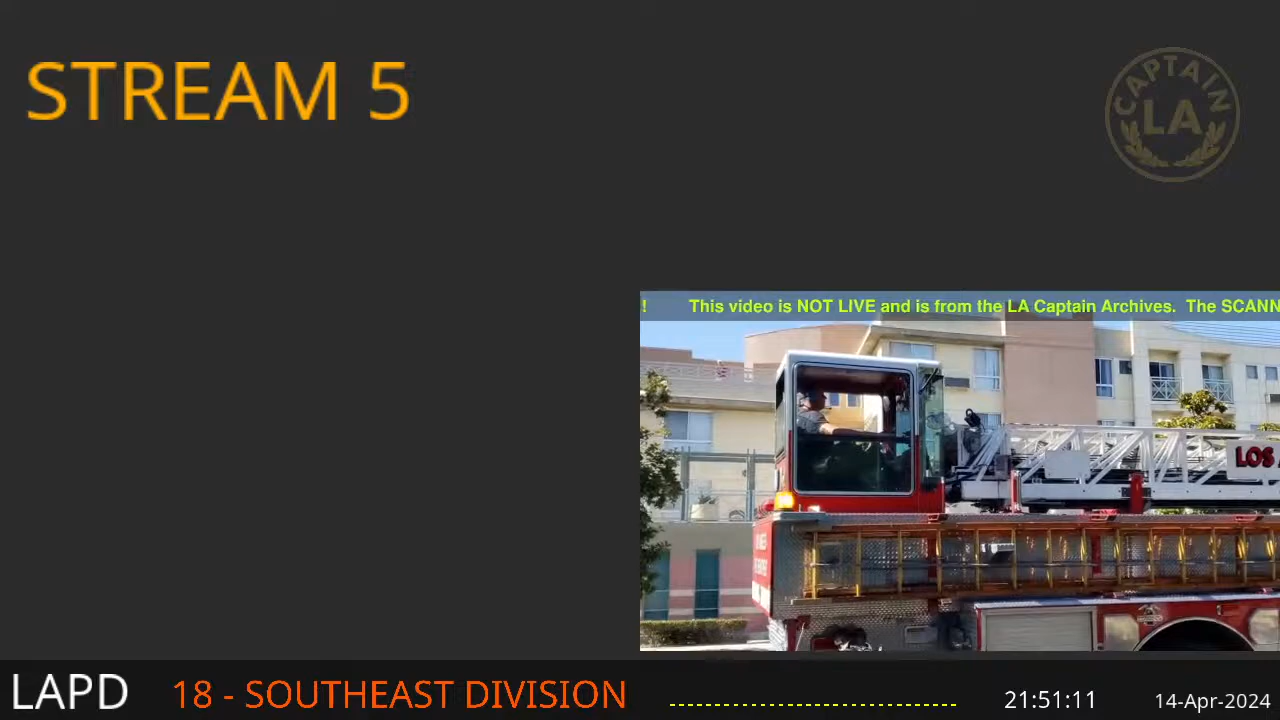 STREAM 5
CAPTAIN
LA
! This video is NOT LIVE and is from the LA Captain Archives. The SCANN
LOS
LAPD 18 - SOUTHEAST DIVISION 21:51:11 14-Apr-2024